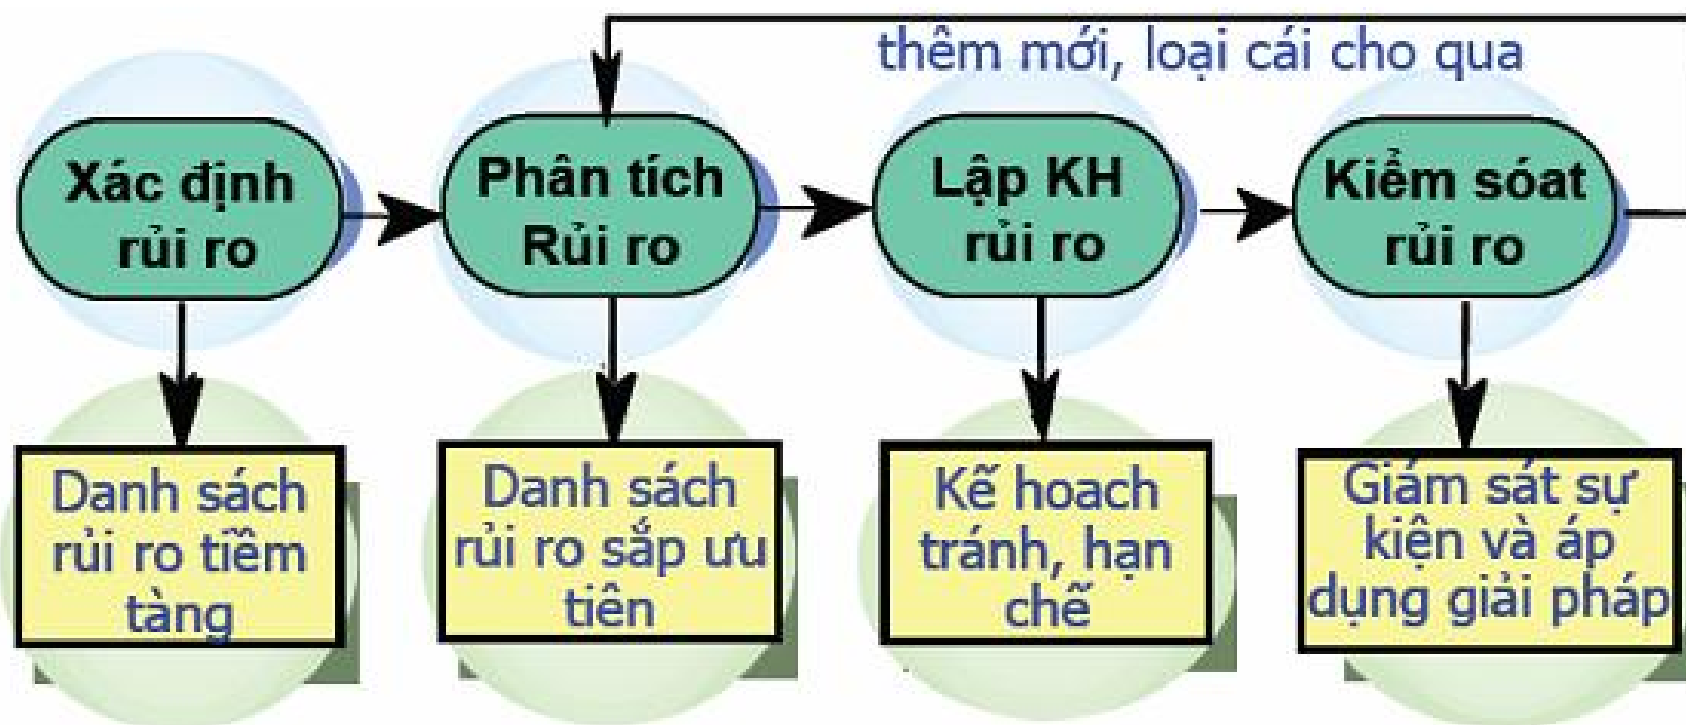 thêm mới, loại cái cho qua
Xác định
rủi ro
Phân tích
Rủi ro
Lập KH
rủi ro
Kiểm sóat
rủi ro
Danh sách
rủi ro tiềm
tàng
Danh sách
rủi ro sắp ưu
tiên
Kẽ hoach
tránh, hạn
chẽ
Giám sát sự
kiện và áp
dụng giải pháp